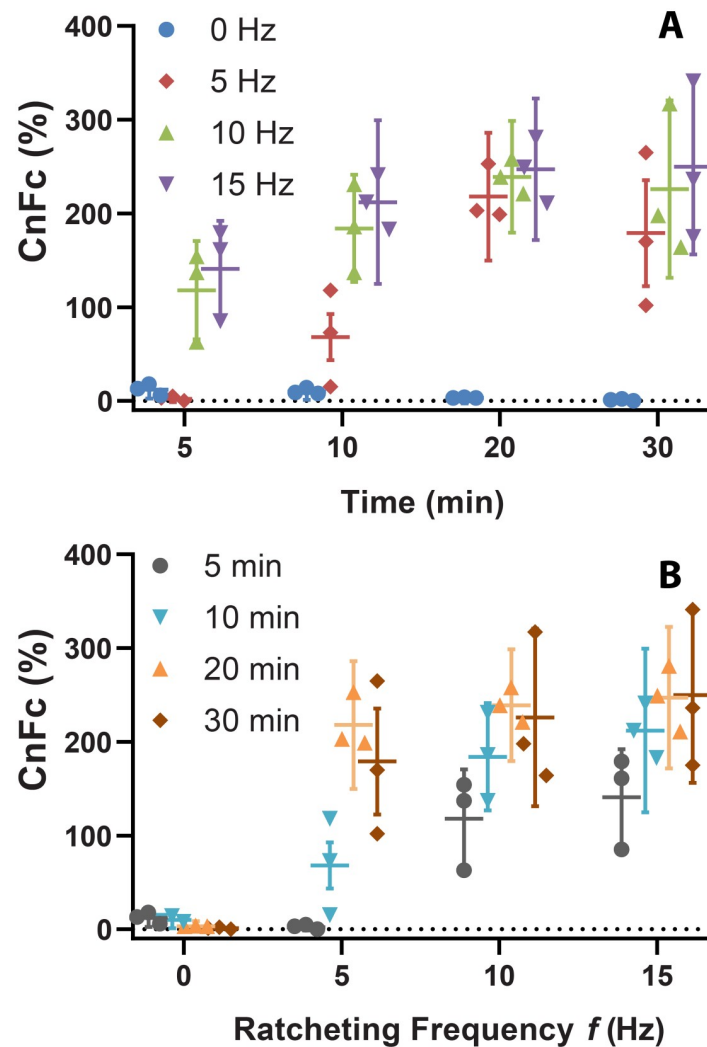 A
0 Hz
5 Hz
10 Hz
15 Hz
CnFc (%)
400
300
200
100
0
5 10 20 30
Time (min)
B
5 min
10 min
20 min
30 min
CnFc (%)
400
300
200
100
0
0 5 10 15
Ratcheting Frequency f (Hz)